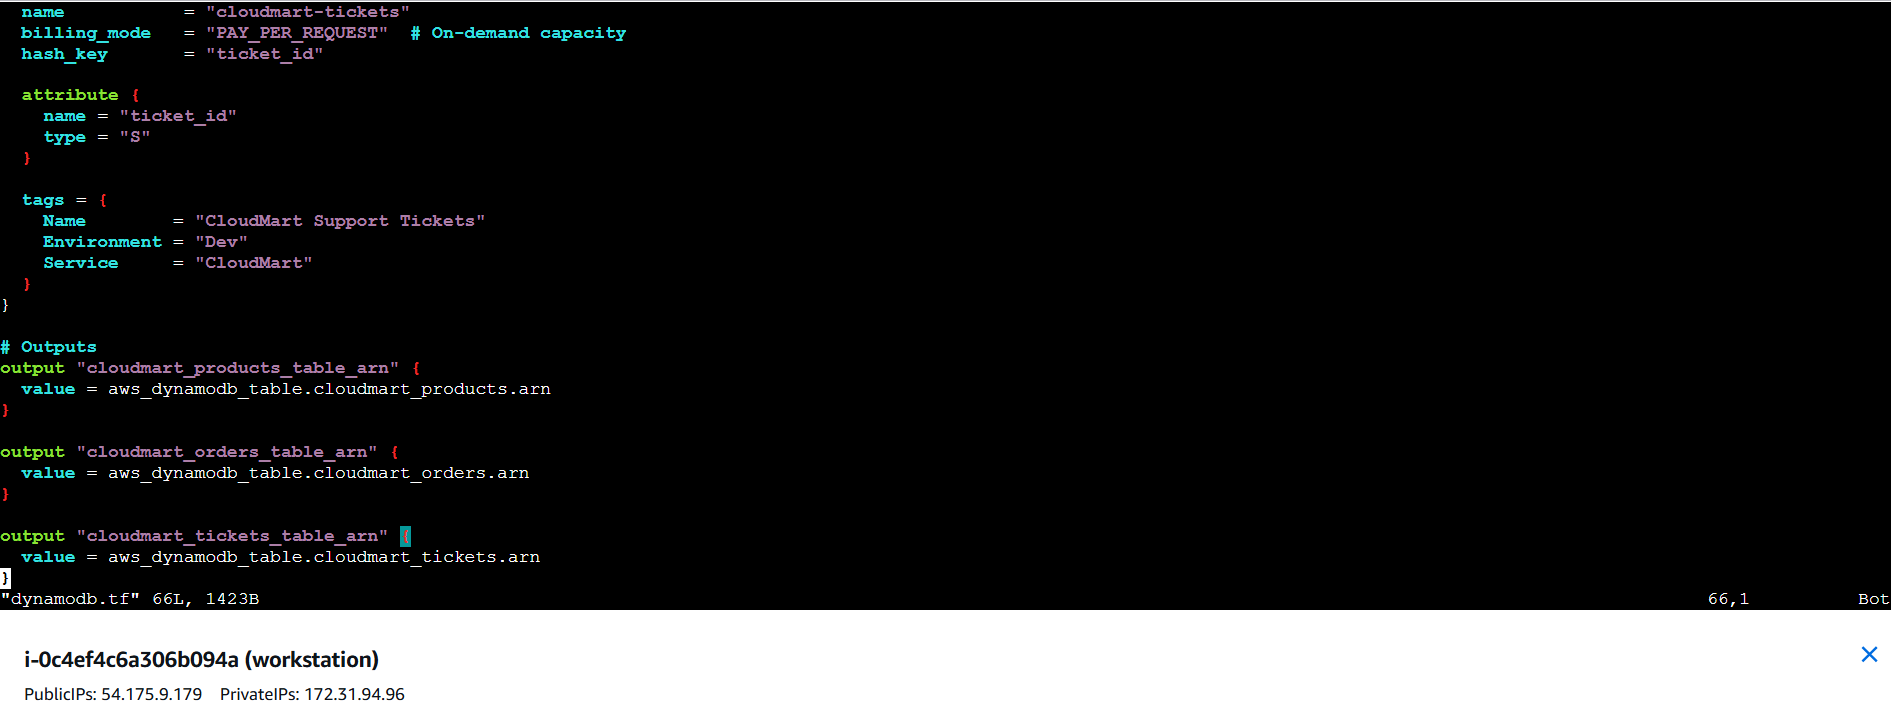 name           = "cloudmart-tickets"
  billing_mode   = "PAY_PER_REQUEST"  # On-demand capacity
  hash_key       = "ticket_id"
  attribute {
    name = "ticket_id"
    type = "S"
  }
  tags = {
    Name        = "CloudMart Support Tickets"
    Environment = "Dev"
    Service     = "CloudMart"
  }
}
# Outputs
output "cloudmart_products_table_arn" {
  value = aws_dynamodb_table.cloudmart_products.arn
}
output "cloudmart_orders_table_arn" {
  value = aws_dynamodb_table.cloudmart_orders.arn
}
output "cloudmart_tickets_table_arn" {
  value = aws_dynamodb_table.cloudmart_tickets.arn
}
"dynamodb.tf" 66L, 1423B 66,1 Bot
i-0c4ef4c6a306b094a (workstation)
PublicIPs: 54.175.9.179 PrivateIPs: 172.31.94.96